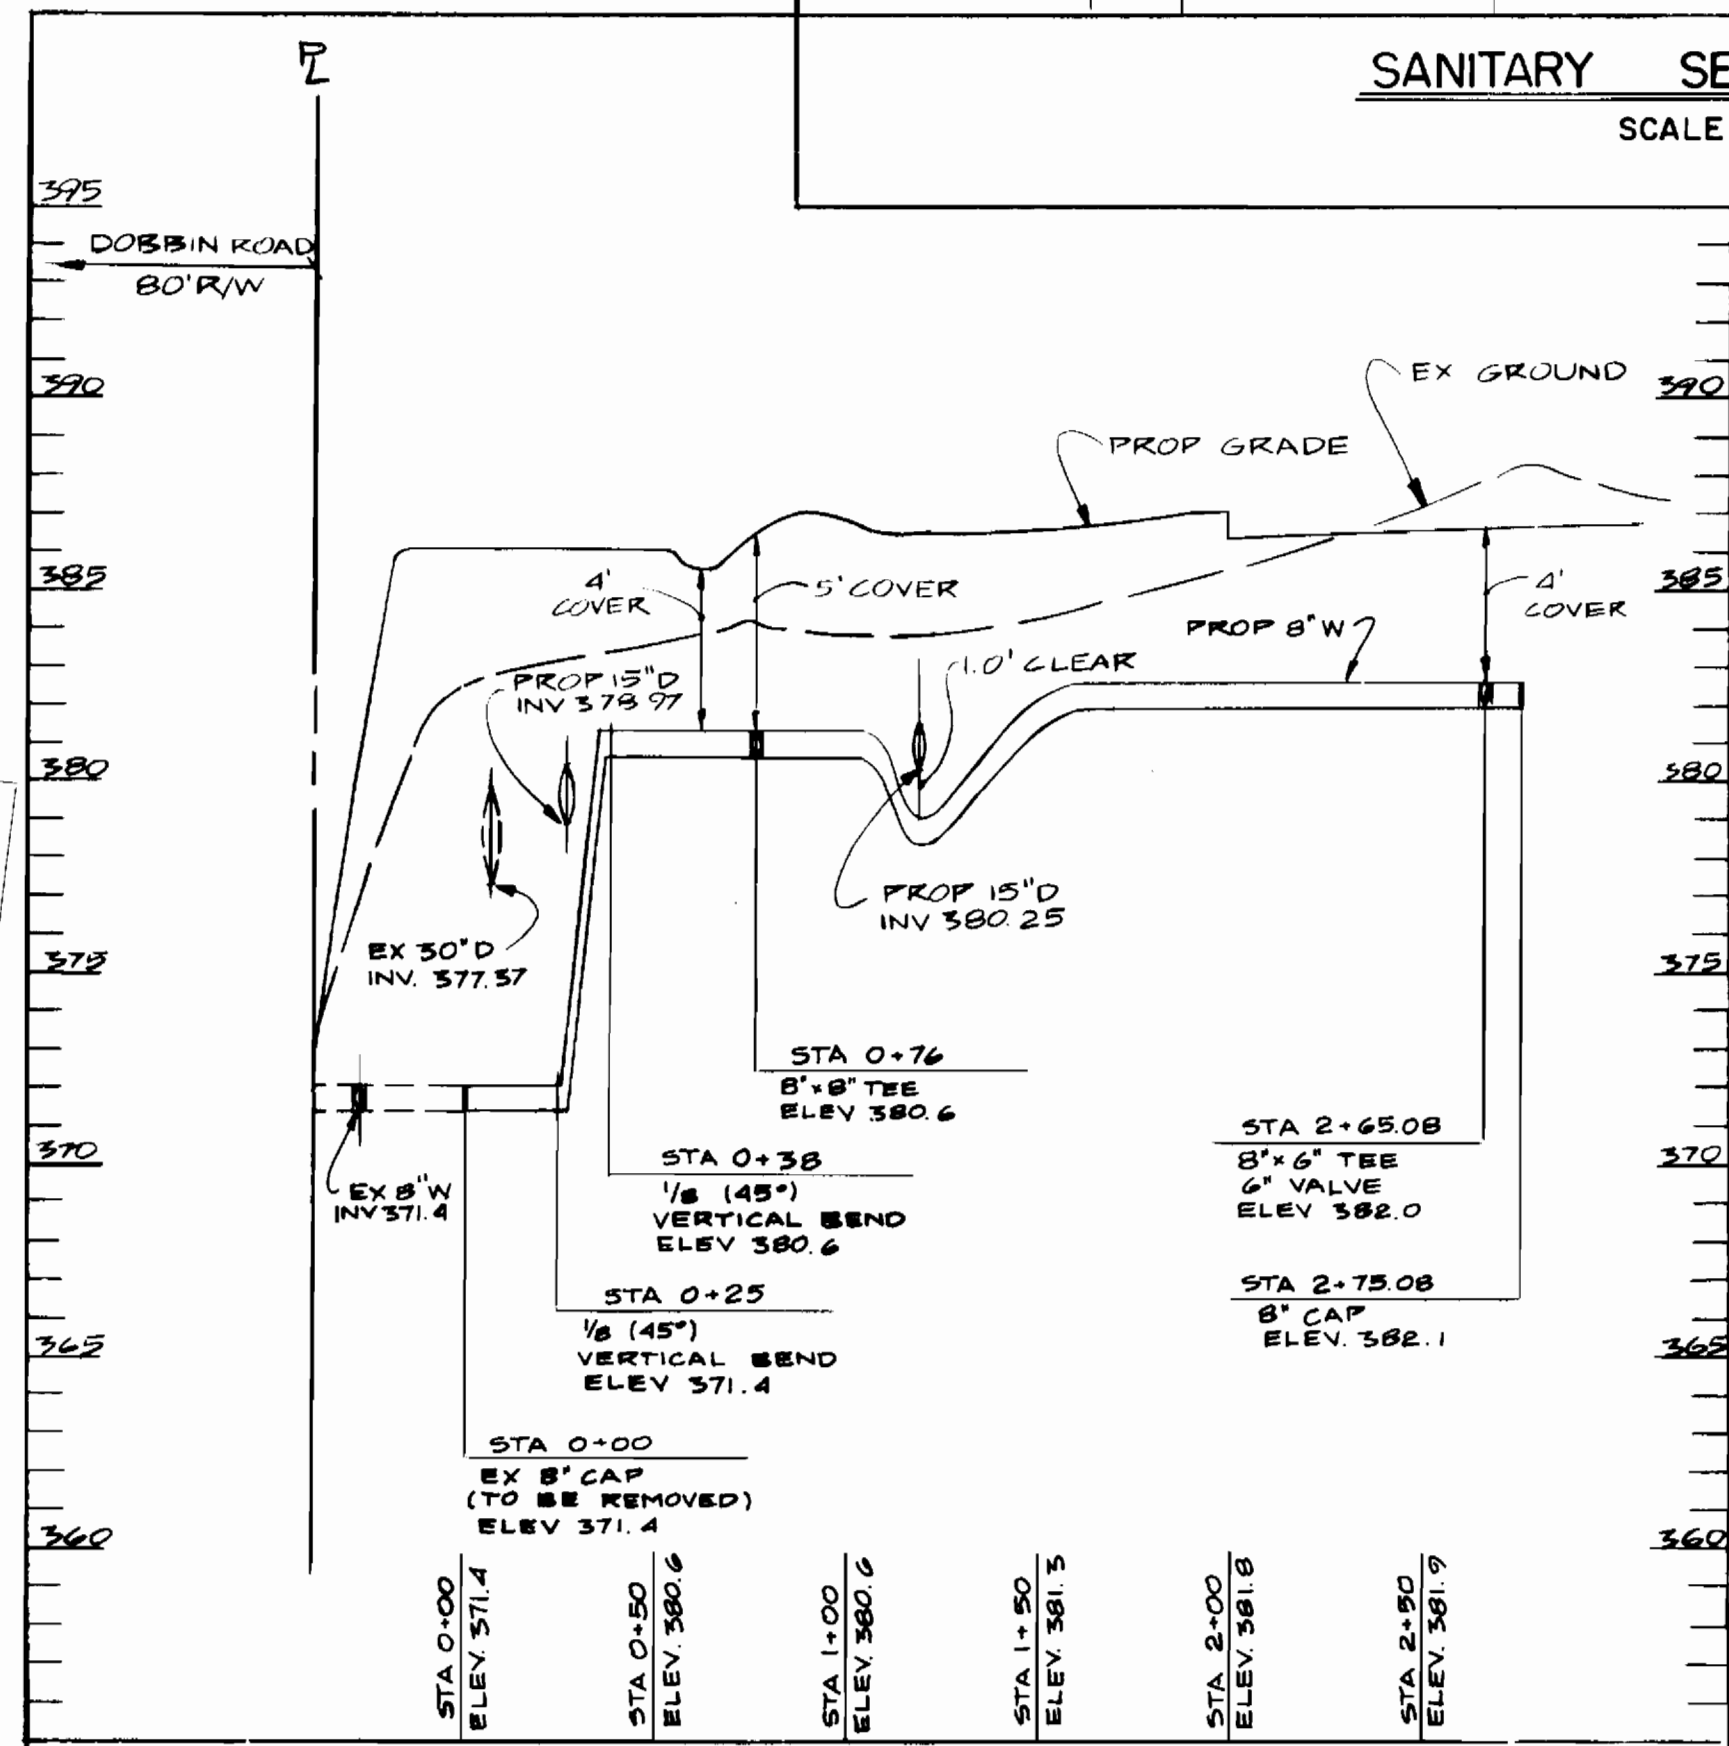 PL
SANITARY SE
SCALE
395
DOBBIN ROAD
80' R/W
390
390
EX GROUND
PROP GRADE
385
385
4'
COVER
5' COVER
4'
COVER
PROP 8" W
1.0' CLEAR
PROP 15" D
INV 378.97
380
380
PROP 15" D
INV 380.25
EX 30" D
INV. 377.37
375
375
STA 0+76
8" x 8" TEE
ELEV 380.6
STA 2+65.08
8" x 6" TEE
6" VALVE
ELEV 382.0
370
370
EX 8" W
INV 371.4
STA 0+38
1/8 (45°)
VERTICAL BEND
ELEV 380.6
STA 0+25
1/8 (45°)
VERTICAL BEND
ELEV 371.4
STA 2+75.08
8" CAP
ELEV. 382.1
365
365
STA 0+00
EX 8" CAP
(TO BE REMOVED)
ELEV 371.4
360
360
STA 0+00
ELEV. 371.4
STA 0+50
ELEV. 380.6
STA 1+00
ELEV. 380.6
STA 1+50
ELEV. 381.3
STA 2+00
ELEV. 381.8
STA 2+50
ELEV. 381.9